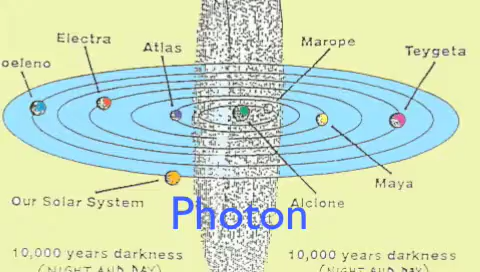 Electra
Atlas
Marope
Teygeta
oeleno
Maya
Our Solar System
Alcione
Photon
10,000 years darkness
(NIGHT AND DAY)
10,000 years darkness
(NIGHT AND DAY)